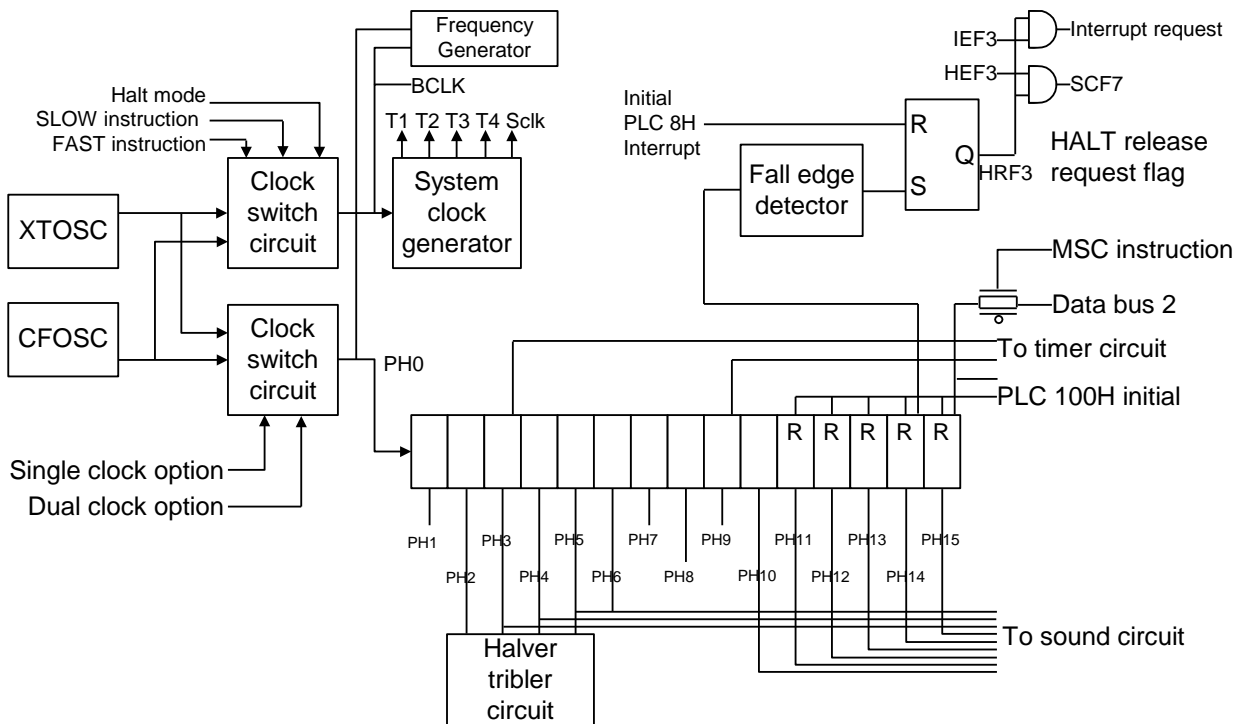 Frequency
Generator
IEF3
Interrupt request
HEF3
SCF7
BCLK
Halt mode
SLOW instruction
FAST instruction
T1 T2 T3 T4 Sclk
Initial
PLC 8H
Interrupt
R
Q
S
HRF3
HALT release
request flag
Clock
switch
circuit
System
clock
generator
Fall edge
detector
XTOSC
MSC instruction
CFOSC
Clock
switch
circuit
Data bus 2
PH0
To timer circuit
PLC 100H initial
R R R R R
Single clock option
Dual clock option
PH1 PH3 PH5 PH7 PH9 PH11 PH13 PH15
PH2 PH4 PH6 PH8 PH10 PH12 PH14
Halver
tribler
circuit
To sound circuit